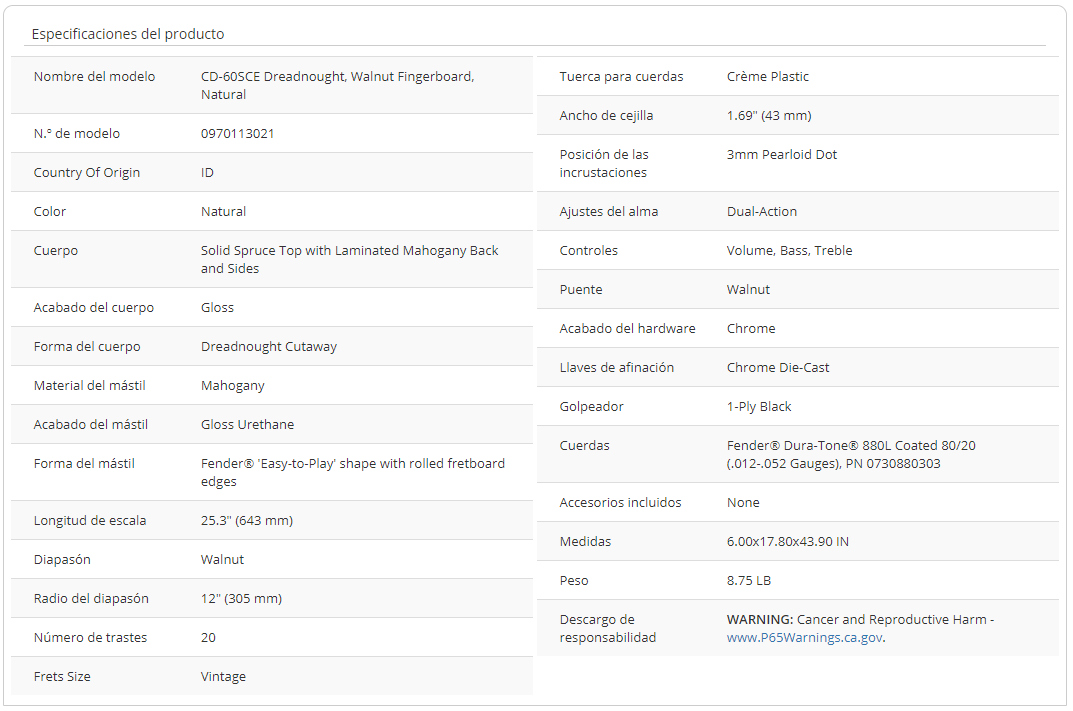 Especificaciones del producto
Nombre del modelo CD-60SCE Dreadnought, Walnut Fingerboard,
Natural
N.º de modelo 0970113021
Country Of Origin ID
Color Natural
Cuerpo Solid Spruce Top with Laminated Mahogany Back
and Sides
Acabado del cuerpo Gloss
Forma del cuerpo Dreadnought Cutaway
Material del mástil Mahogany
Acabado del mástil Gloss Urethane
Forma del mástil Fender® 'Easy-to-Play' shape with rolled fretboard
edges
Longitud de escala 25.3" (643 mm)
Diapasón Walnut
Radio del diapasón 12" (305 mm)
Número de trastes 20
Frets Size Vintage
Tuerca para cuerdas Crème Plastic
Ancho de cejilla 1.69" (43 mm)
Posición de las 3mm Pearloid Dot
incrustaciones
Ajustes del alma Dual-Action
Controles Volume, Bass, Treble
Puente Walnut
Acabado del hardware Chrome
Llaves de afinación Chrome Die-Cast
Golpeador 1-Ply Black
Cuerdas Fender® Dura-Tone® 880L Coated 80/20
(.012-.052 Gauges), PN 0730880303
Accesorios incluidos None
Medidas 6.00x17.80x43.90 IN
Peso 8.75 LB
Descargo de WARNING: Cancer and Reproductive Harm -
responsabilidad www.P65Warnings.ca.gov.